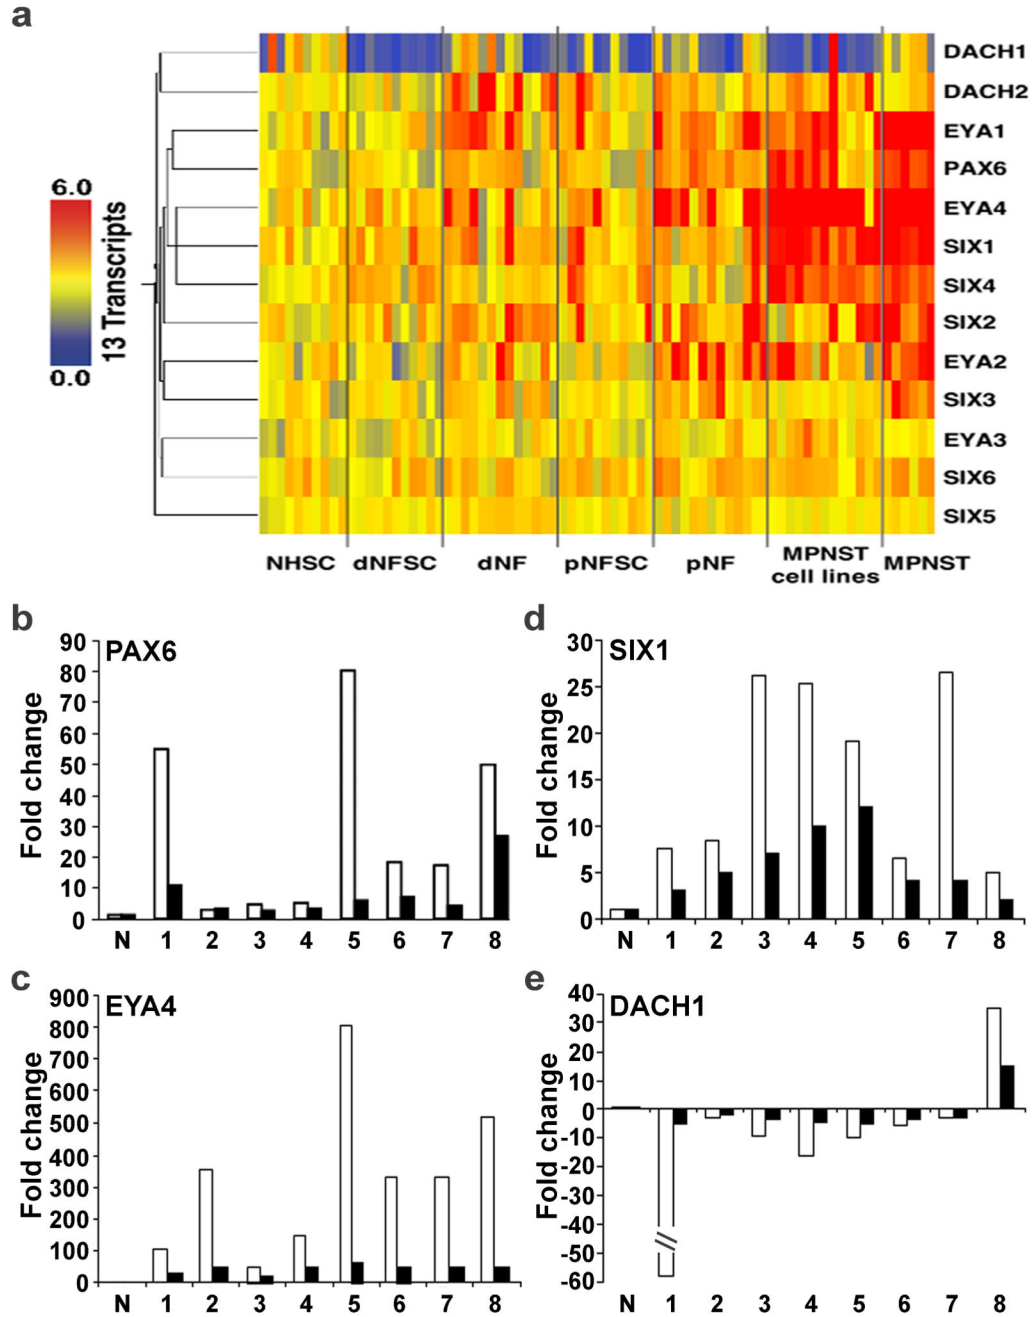 a
DACH1
DACH2
EYA1
PAX6
EYA4
SIX1
SIX4
SIX2
EYA2
SIX3
EYA3
SIX6
SIX5
6.0
0.0
13 Transcripts
NHSC dNFSC dNF pNFSC pNF MPNST cell lines MPNST
b
PAX6
Fold change
90
80
70
60
50
40
30
20
10
0
N 1 2 3 4 5 6 7 8
d
SIX1
Fold change
30
25
20
15
10
5
0
N 1 2 3 4 5 6 7 8
c
EYA4
Fold change
900
800
700
600
500
400
300
200
100
0
N 1 2 3 4 5 6 7 8
e
DACH1
Fold change
40
30
20
10
0
-10
-20
-30
-40
-50
-60
N 1 2 3 4 5 6 7 8